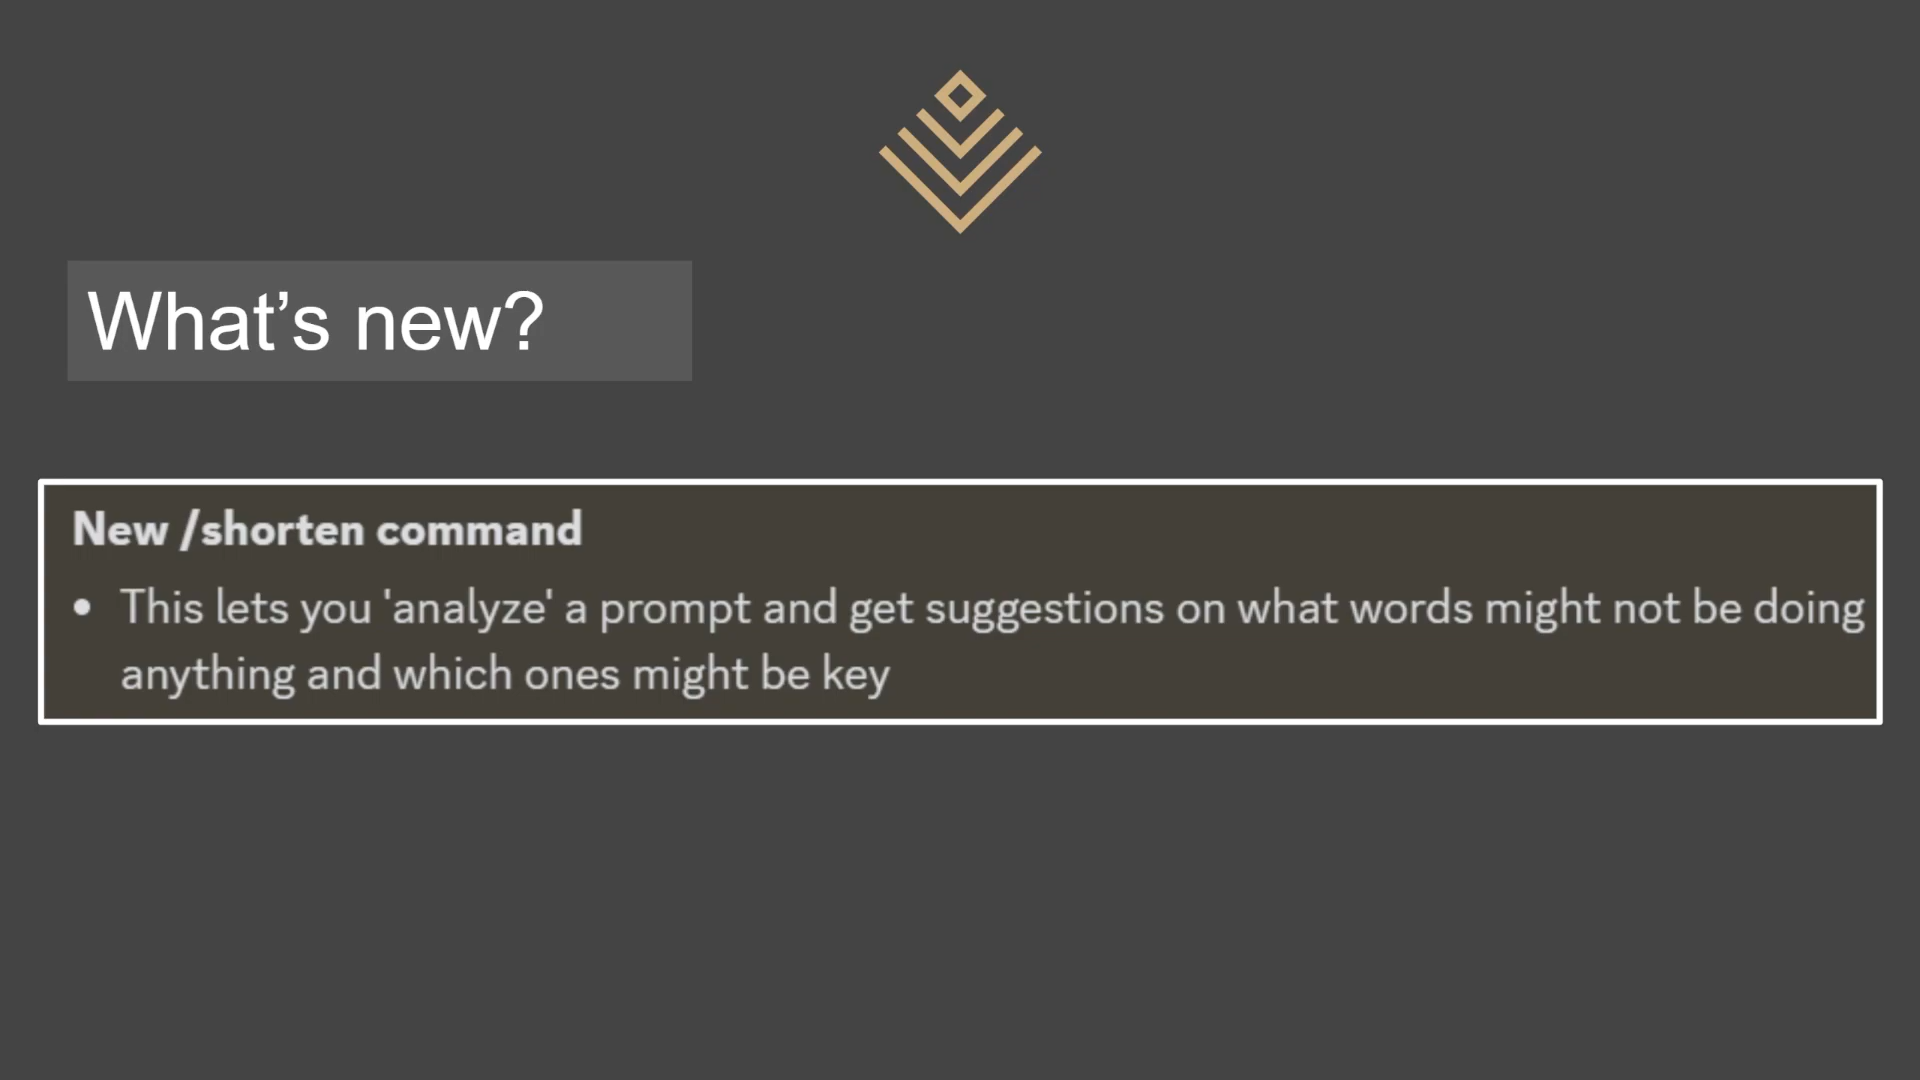 What’s new?
New /shorten command
• This lets you 'analyze' a prompt and get suggestions on what words might not be doing
anything and which ones might be key